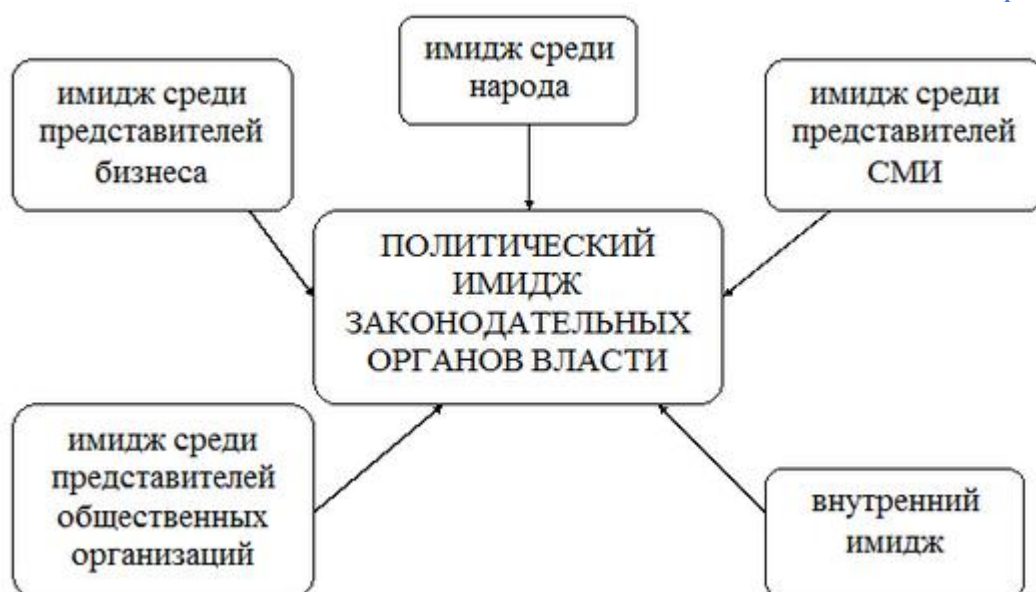 имидж среди
народа
имидж среди
представителей
бизнеса
имидж среди
представителей
СМИ
ПОЛИТИЧЕСКИЙ
ИМИДЖ
ЗАКОНОДАТЕЛЬНЫХ
ОРГАНОВ ВЛАСТИ
имидж среди
представителей
общественных
организаций
внутренний
имидж